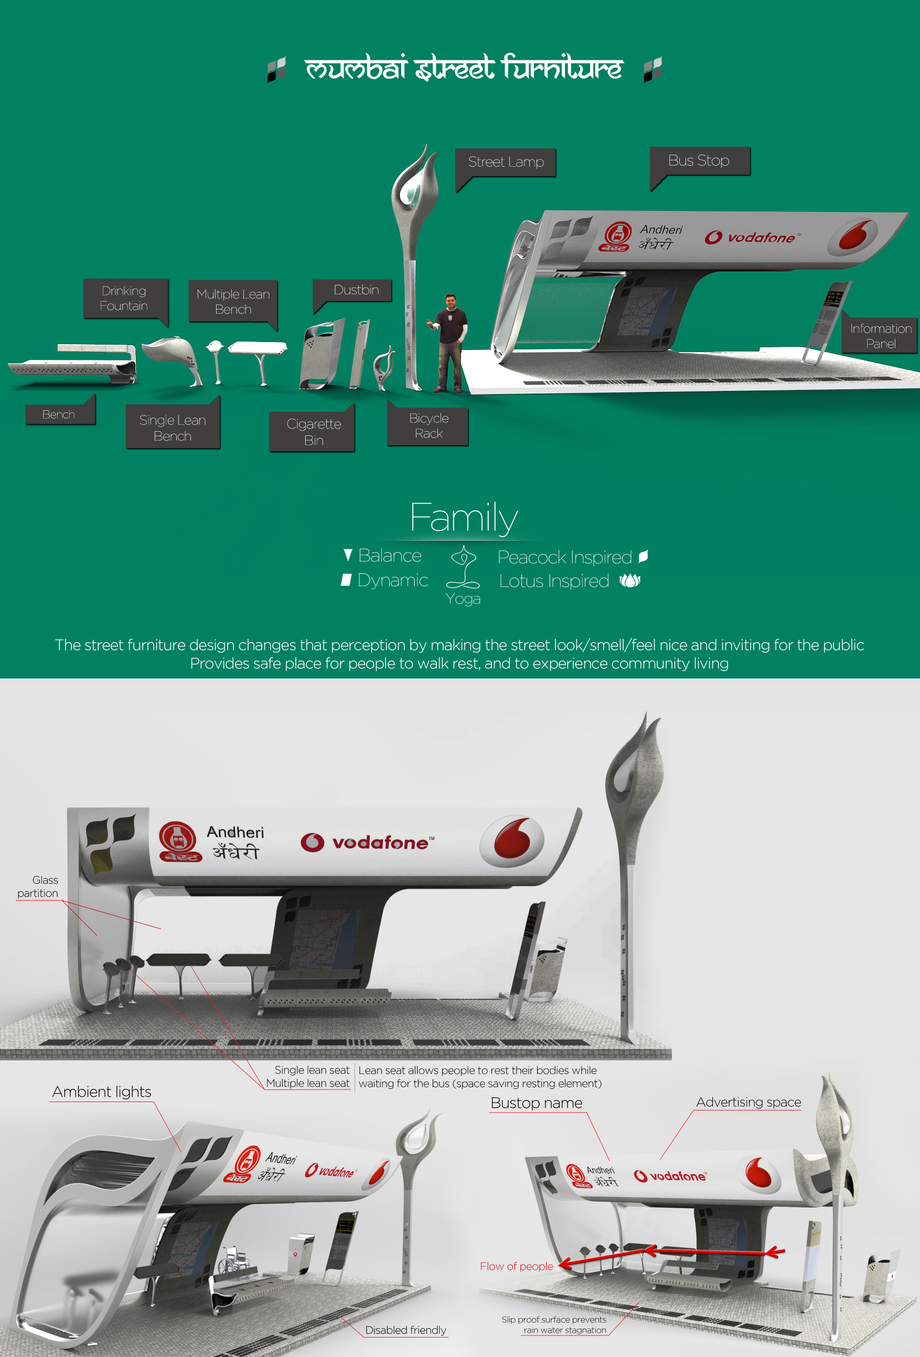 mumbai street furniture
Street Lamp
Bus Stop
Andheri
अँधेरी
vodafone™
बेस्ट
Drinking
Fountain
Multiple Lean
Bench
Dustbin
Information
Panel
Bench
Single Lean
Bench
Cigarette
Bin
Bicycle
Rack
Family
Balance
Peacock Inspired
Dynamic
Lotus Inspired
Yoga
The street furniture design changes that perception by making the street look/smell/feel nice and inviting for the public
Provides safe place for people to walk rest, and to experience community living
बेस्ट
Andheri
अँधेरी
vodafone™
Glass
partition
Single lean seat
Multiple lean seat
Lean seat allows people to rest their bodies while
waiting for the bus (space saving resting element)
Ambient lights
बेस्ट
Andheri
अँधेरी
vodafone
Disabled friendly
Bustop name
Advertising space
बेस्ट
Andheri
अँधेरी
vodafone™
Flow of people
Slip proof surface prevents
rain water stagnation